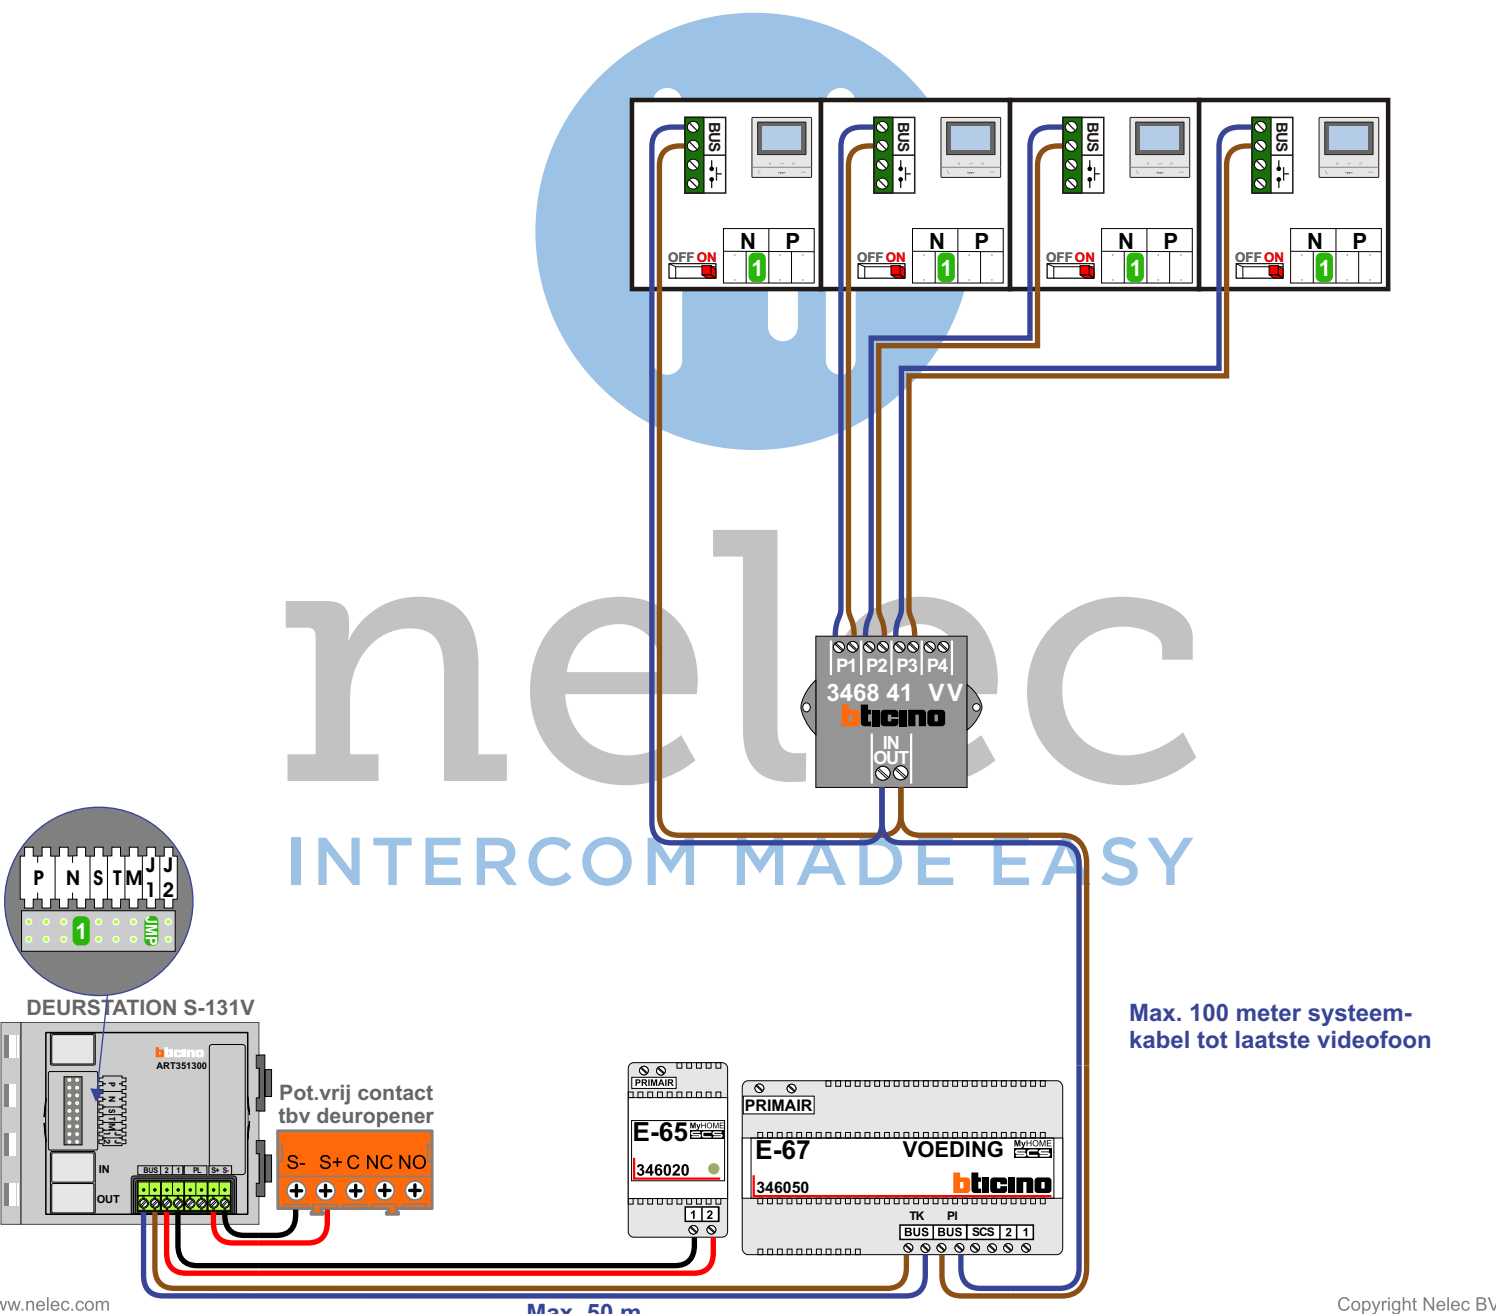 BUS
BUS
BUS
BUS
N P
N P
N P
N P
OFF ON
1
OFF ON
1
OFF ON
1
OFF ON
1
nelec
INTERCOM MADE EASY
P1 P2 P3 P4
3468 41 VV
bticino
IN
OUT
P N S T M J1 J2
1 JMP
DEURSTATION S-131V
bticino
ART351300
P N S T M J1 J2
IN
OUT
BUS 2 1 PL S+ S-
Pot.vrij contact
tbv deuropener
S- S+ C NC NO
PRIMAIR
E-65 MyHOME
SCS
346020
1 2
PRIMAIR
E-67 VOEDING MyHOME
SCS
346050 bticino
TK PI
BUS BUS SCS 2 1
Max. 100 meter systeem-
kabel tot laatste videofoon
Max. 50 m
ww.nelec.com
Copyright Nelec BV